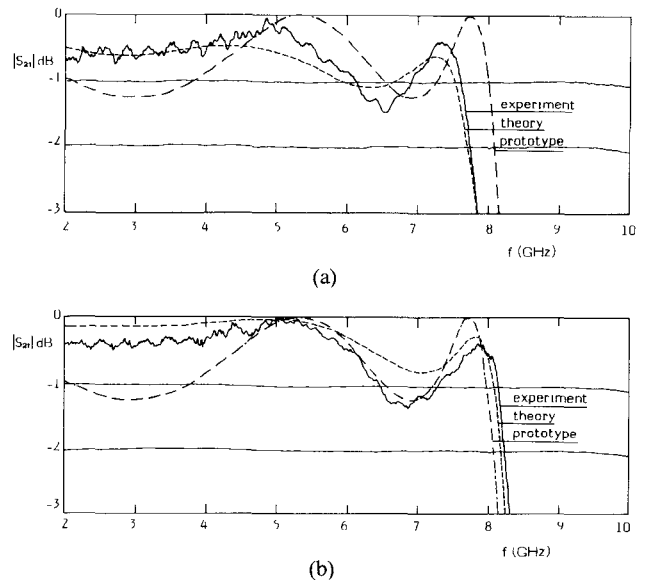 0
|S₂₁| dB
-1
-2
-3
experiment
theory
prototype
2 3 4 5 6 7 8 9 10
f (GHz)
(a)
0
|S₂₁| dB
-1
-2
-3
experiment
theory
prototype
2 3 4 5 6 7 8 9 10
f (GHz)
(b)